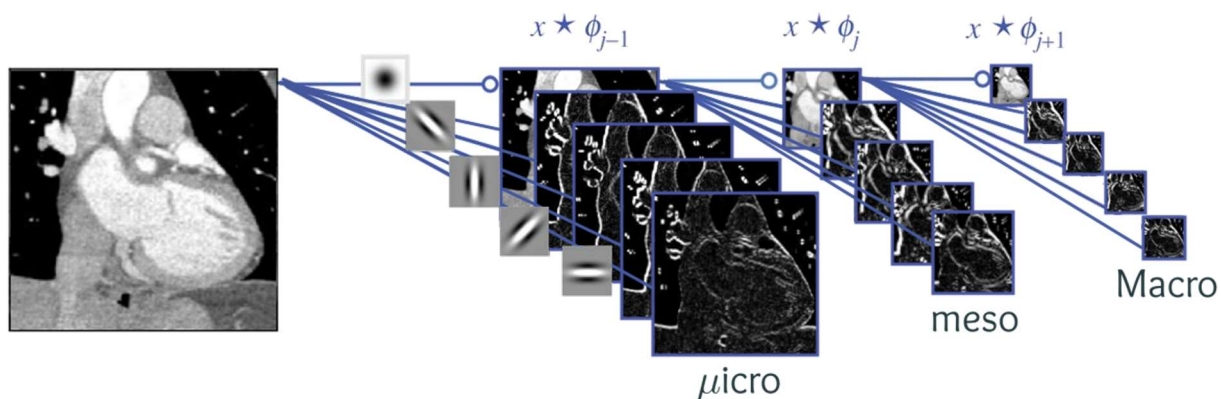 x ★ ϕ_{j−1}
x ★ ϕ_j
x ★ ϕ_{j+1}
Macro
meso
μicro